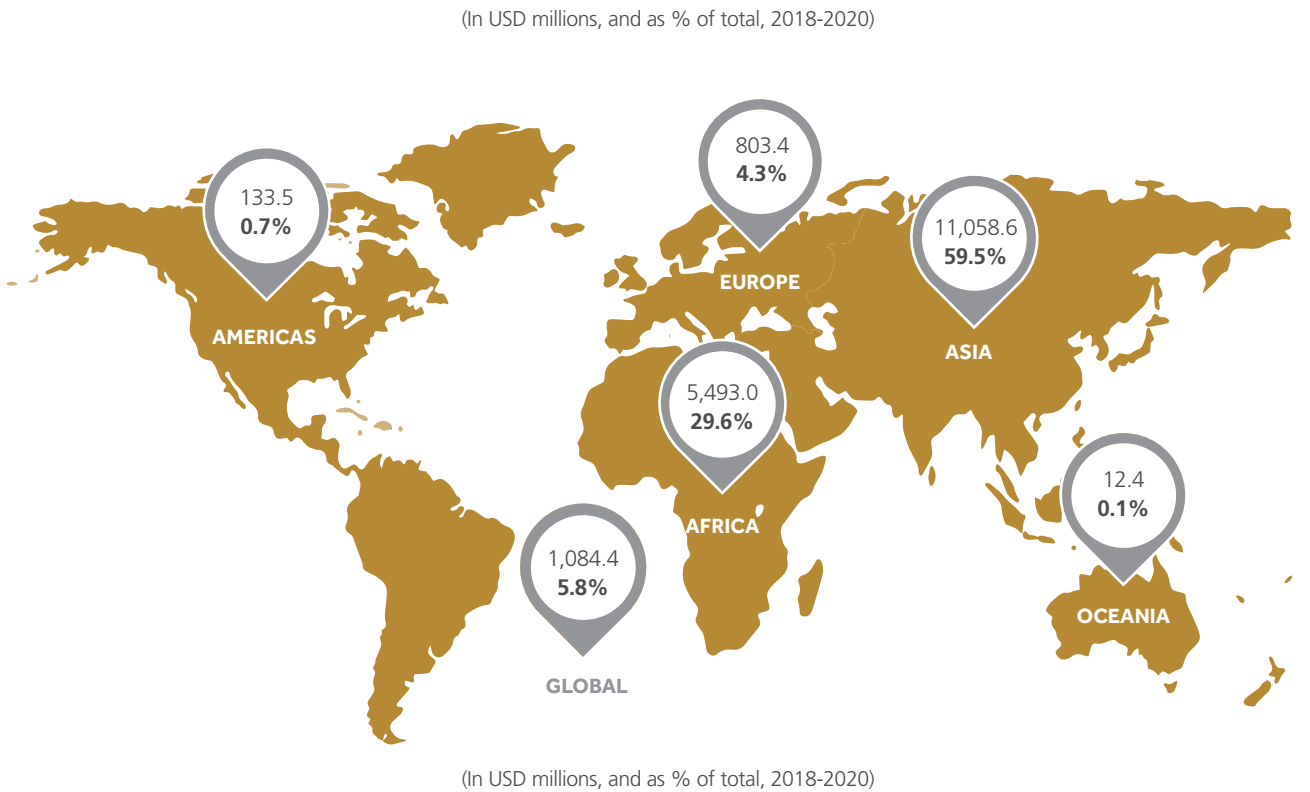 (In USD millions, and as % of total, 2018-2020)
803.4
4.3%
133.5
0.7%
11,058.6
59.5%
EUROPE
AMERICAS
ASIA
5,493.0
29.6%
12.4
0.1%
AFRICA
1,084.4
5.8%
OCEANIA
GLOBAL
(In USD millions, and as % of total, 2018-2020)